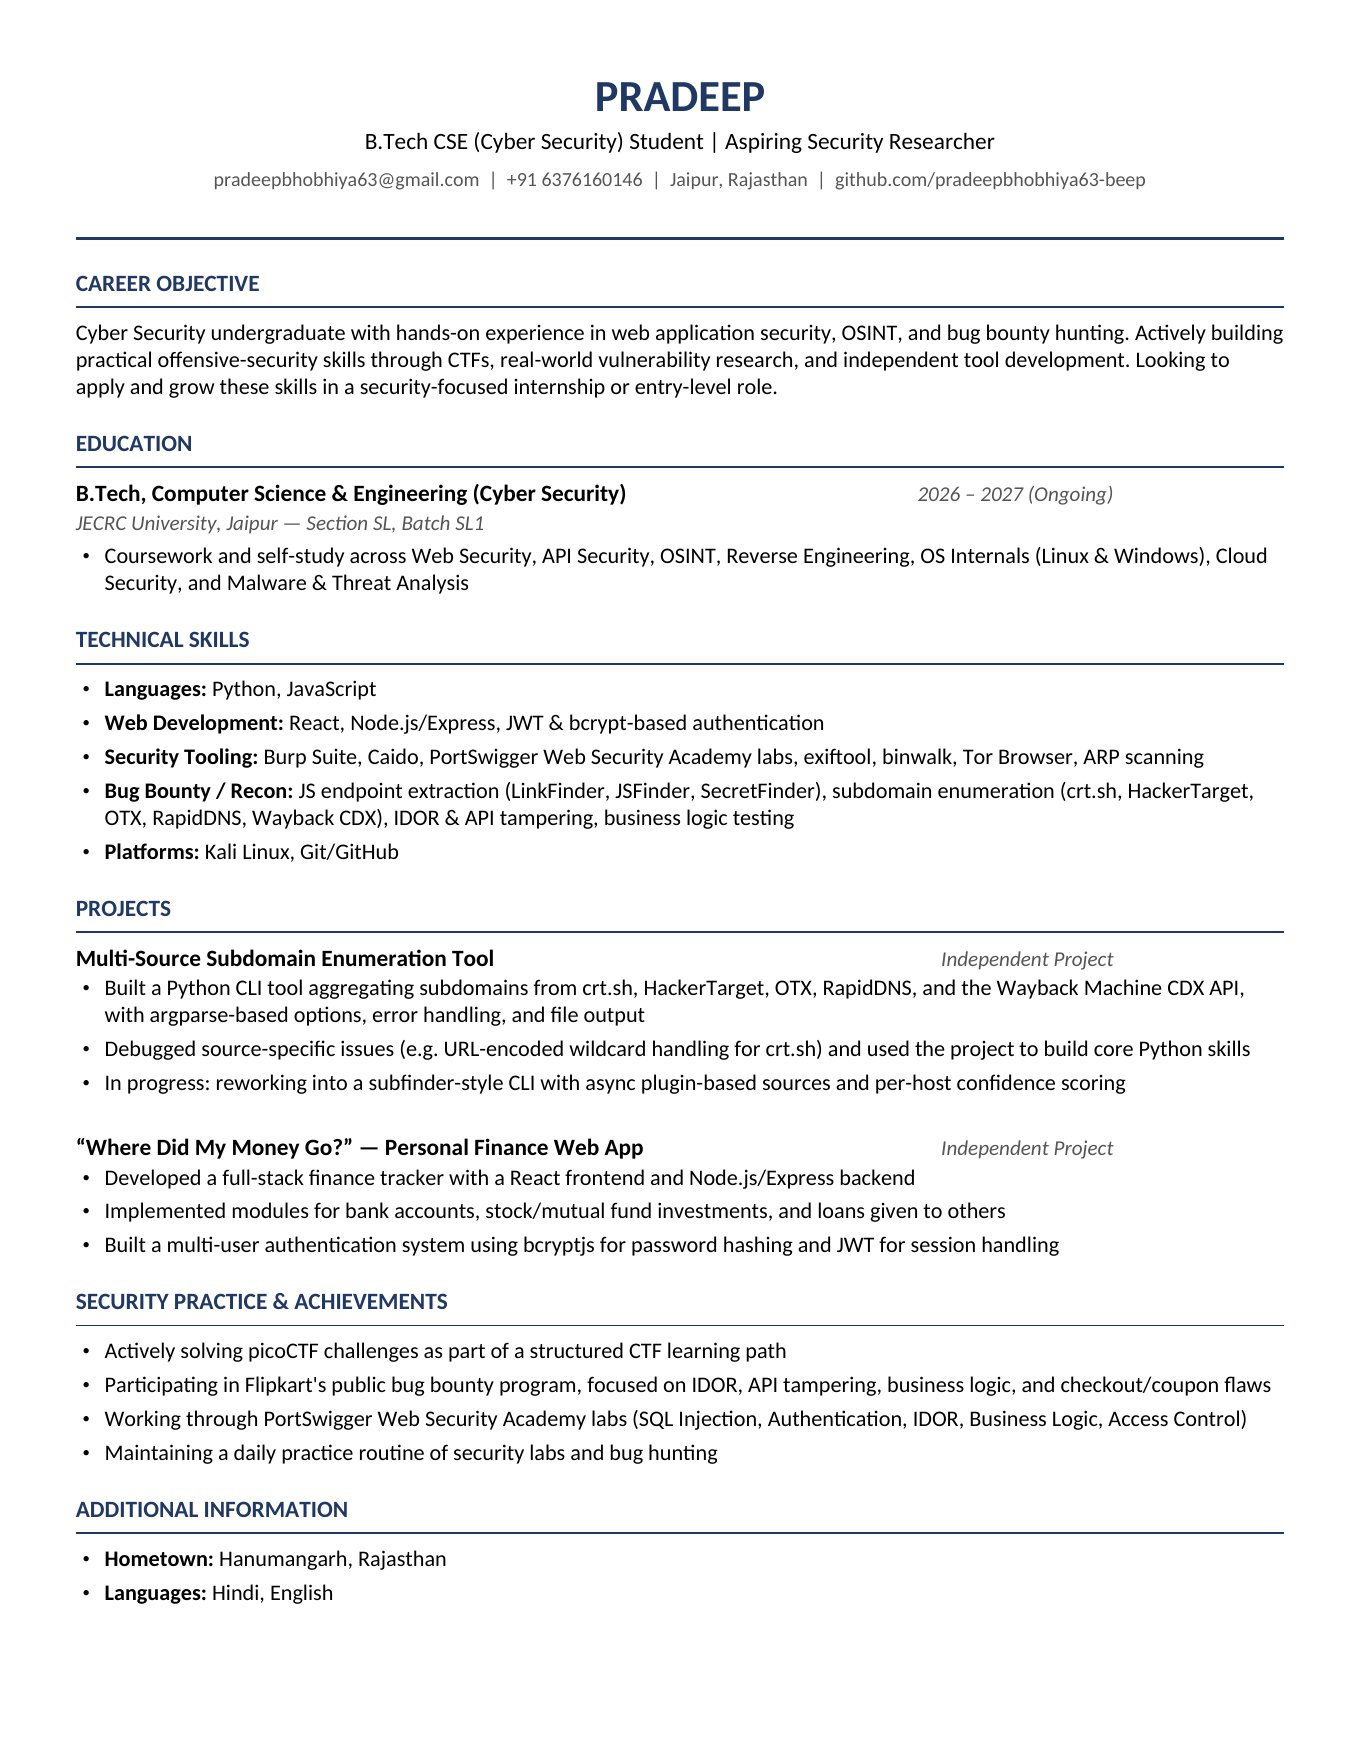 PRADEEP
B.Tech CSE (Cyber Security) Student | Aspiring Security Researcher
pradeepbhobhiya63@gmail.com | +91 6376160146 | Jaipur, Rajasthan | github.com/pradeepbhobhiya63-beep
CAREER OBJECTIVE
Cyber Security undergraduate with hands-on experience in web application security, OSINT, and bug bounty hunting. Actively building
practical offensive-security skills through CTFs, real-world vulnerability research, and independent tool development. Looking to
apply and grow these skills in a security-focused internship or entry-level role.
EDUCATION
B.Tech, Computer Science & Engineering (Cyber Security) 2026 – 2027 (Ongoing)
JECRC University, Jaipur — Section SL, Batch SL1
• Coursework and self-study across Web Security, API Security, OSINT, Reverse Engineering, OS Internals (Linux & Windows), Cloud
Security, and Malware & Threat Analysis
TECHNICAL SKILLS
• Languages: Python, JavaScript
• Web Development: React, Node.js/Express, JWT & bcrypt-based authentication
• Security Tooling: Burp Suite, Caido, PortSwigger Web Security Academy labs, exiftool, binwalk, Tor Browser, ARP scanning
• Bug Bounty / Recon: JS endpoint extraction (LinkFinder, JSFinder, SecretFinder), subdomain enumeration (crt.sh, HackerTarget,
OTX, RapidDNS, Wayback CDX), IDOR & API tampering, business logic testing
• Platforms: Kali Linux, Git/GitHub
PROJECTS
Multi-Source Subdomain Enumeration Tool Independent Project
• Built a Python CLI tool aggregating subdomains from crt.sh, HackerTarget, OTX, RapidDNS, and the Wayback Machine CDX API,
with argparse-based options, error handling, and file output
• Debugged source-specific issues (e.g. URL-encoded wildcard handling for crt.sh) and used the project to build core Python skills
• In progress: reworking into a subfinder-style CLI with async plugin-based sources and per-host confidence scoring
“Where Did My Money Go?” — Personal Finance Web App Independent Project
• Developed a full-stack finance tracker with a React frontend and Node.js/Express backend
• Implemented modules for bank accounts, stock/mutual fund investments, and loans given to others
• Built a multi-user authentication system using bcryptjs for password hashing and JWT for session handling
SECURITY PRACTICE & ACHIEVEMENTS
• Actively solving picoCTF challenges as part of a structured CTF learning path
• Participating in Flipkart's public bug bounty program, focused on IDOR, API tampering, business logic, and checkout/coupon flaws
• Working through PortSwigger Web Security Academy labs (SQL Injection, Authentication, IDOR, Business Logic, Access Control)
• Maintaining a daily practice routine of security labs and bug hunting
ADDITIONAL INFORMATION
• Hometown: Hanumangarh, Rajasthan
• Languages: Hindi, English